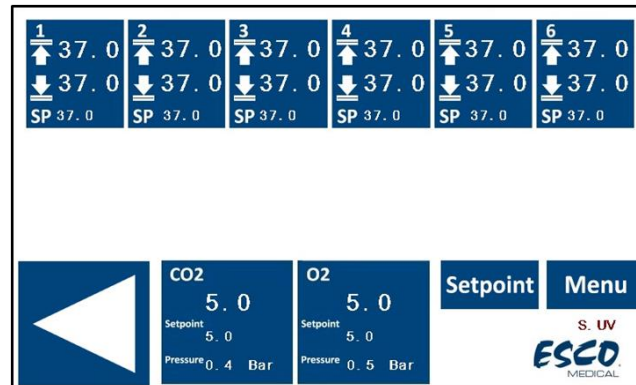 1 2 3 4 5 6
37.0 37.0 37.0 37.0 37.0 37.0
37.0 37.0 37.0 37.0 37.0 37.0
SP 37.0 SP 37.0 SP 37.0 SP 37.0 SP 37.0 SP 37.0
CO2 O2 Setpoint Menu
5.0 5.0
Setpoint 5.0 Setpoint 5.0
Pressure 0.4 Bar Pressure 0.5 Bar
S. UV
ESCO
MEDICAL